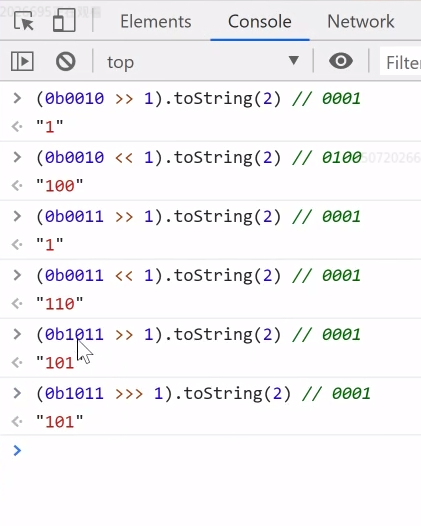 Elements Console Network
top Filte
(0b0010 >> 1).toString(2) // 0001
"1"
(0b0010 << 1).toString(2) // 0100
"100"
(0b0011 >> 1).toString(2) // 0001
"1"
(0b0011 << 1).toString(2) // 0001
"110"
(0b1011 >> 1).toString(2) // 0001
"101"
(0b1011 >>> 1).toString(2) // 0001
"101"